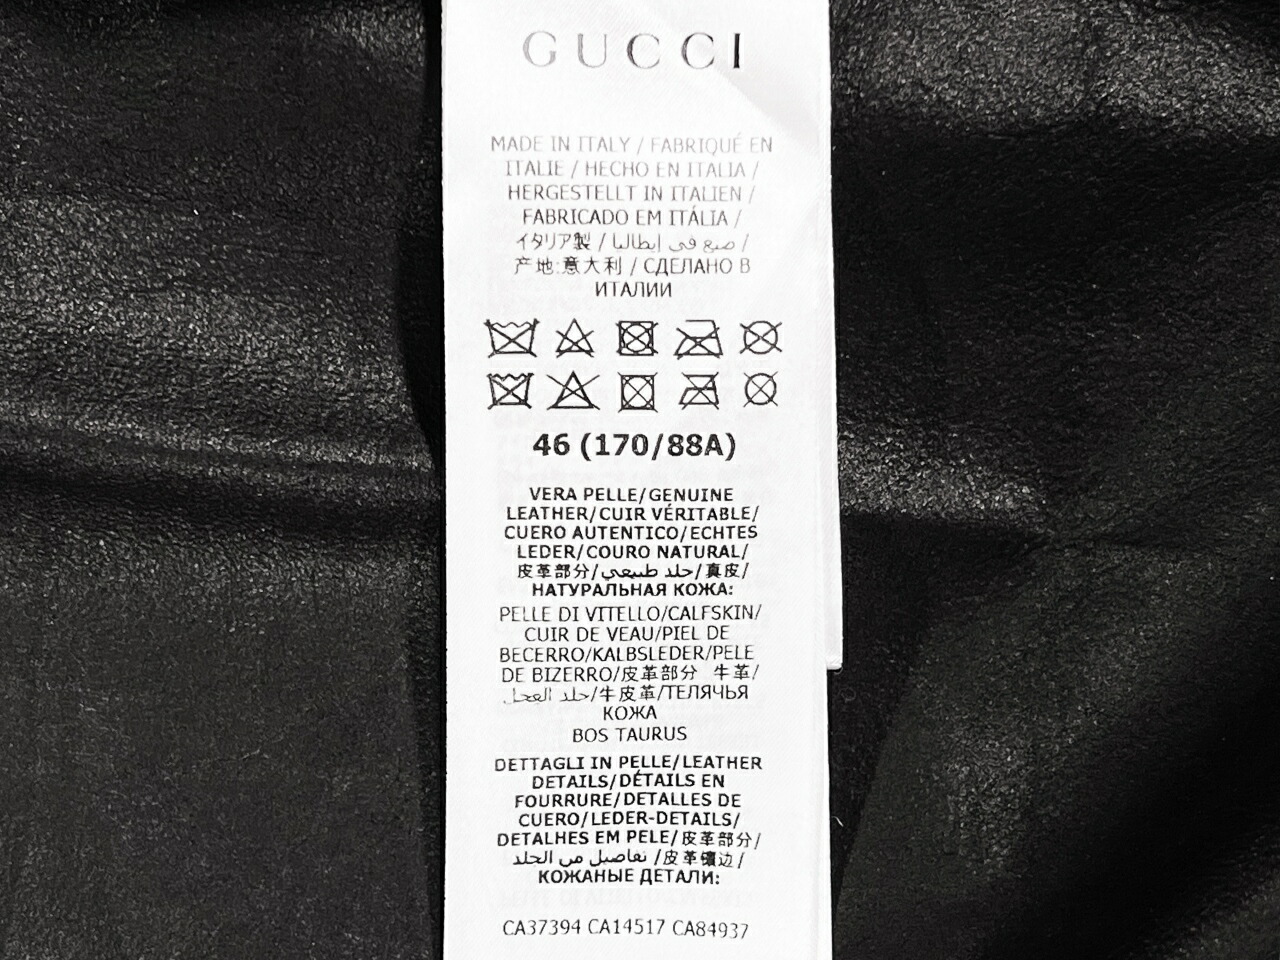 GUCCI
MADE IN ITALY / FABRIQUÉ EN
ITALIE / HECHO EN ITALIA /
HERGESTELLT IN ITALIEN /
FABRICADO EM ITÁLIA /
イタリア製 / صنع في إيطاليا /
产地:意大利 / СДЕЛАНО В
ИТАЛИИ
46 (170/88A)
VERA PELLE/GENUINE
LEATHER/CUIR VÉRITABLE/
CUERO AUTENTICO/ECHTES
LEDER/COURO NATURAL/
皮革部分/جلد طبيعي/真皮/
НАТУРАЛЬНАЯ КОЖА:
PELLE DI VITELLO/CALFSKIN/
CUIR DE VEAU/PIEL DE
BECERRO/KALBSLEDER/PELE
DE BIZERRO/皮革部分 牛革/
جلد العجل/牛皮革/ТЕЛЯЧЬЯ
КОЖА
BOS TAURUS
DETTAGLI IN PELLE/LEATHER
DETAILS/DÉTAILS EN
FOURRURE/DETALLES DE
CUERO/LEDER-DETAILS/
DETALHES EM PELE/皮革部分/
تفاصيل من الجلد /皮革镶边/
КОЖАНЫЕ ДЕТАЛИ:
CA37394 CA14517 CA84937